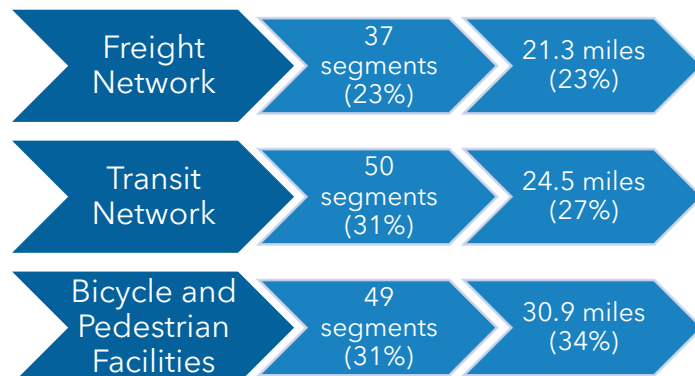 Freight
Network
37
segments
(23%)
21.3 miles
(23%)
Transit
Network
50
segments
(31%)
24.5 miles
(27%)
Bicycle and
Pedestrian
Facilities
49
segments
(31%)
30.9 miles
(34%)